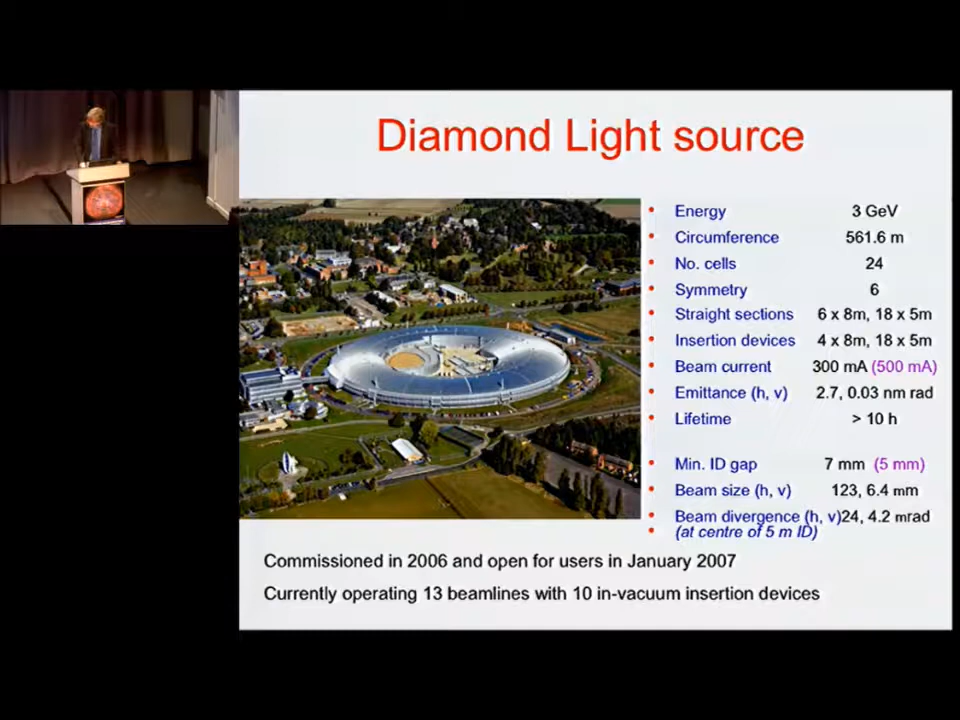 Diamond Light source
• Energy 3 GeV
• Circumference 561.6 m
• No. cells 24
• Symmetry 6
• Straight sections 6 x 8m, 18 x 5m
• Insertion devices 4 x 8m, 18 x 5m
• Beam current 300 mA (500 mA)
• Emittance (h, v) 2.7, 0.03 nm rad
• Lifetime > 10 h
• Min. ID gap 7 mm (5 mm)
• Beam size (h, v) 123, 6.4 mm
• Beam divergence (h, v)24, 4.2 mrad
• (at centre of 5 m ID)
Commissioned in 2006 and open for users in January 2007
Currently operating 13 beamlines with 10 in-vacuum insertion devices